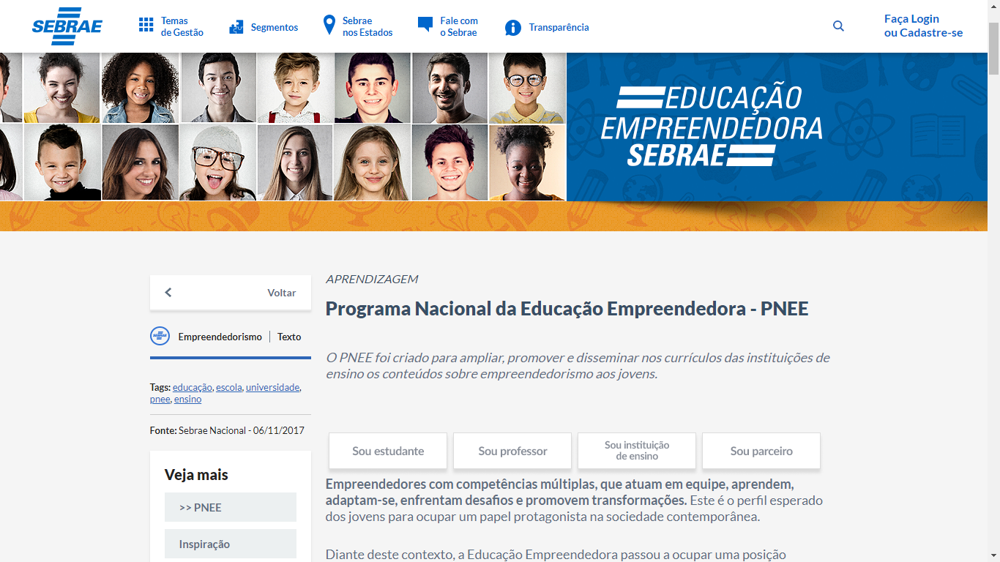 SEBRAE
Temas
de Gestão
Segmentos
Sebrae
nos Estados
Fale com
o Sebrae
Transparência
Faça Login
ou Cadastre-se
EDUCAÇÃO
EMPREENDEDORA
SEBRAE
Voltar
SEBRAE
Empreendedorismo | Texto
Tags: educação, escola, universidade,
pnee, ensino
Fonte: Sebrae Nacional - 06/11/2017
Veja mais
>> PNEE
Inspiração
APRENDIZAGEM
Programa Nacional da Educação Empreendedora - PNEE
O PNEE foi criado para ampliar, promover e disseminar nos currículos das instituições de
ensino os conteúdos sobre empreendedorismo aos jovens.
Sou estudante
Sou professor
Sou instituição
de ensino
Sou parceiro
Empreendedores com competências múltiplas, que atuam em equipe, aprendem,
adaptam-se, enfrentam desafios e promovem transformações. Este é o perfil esperado
dos jovens para ocupar um papel protagonista na sociedade contemporânea.
Diante deste contexto, a Educação Empreendedora passou a ocupar uma posição